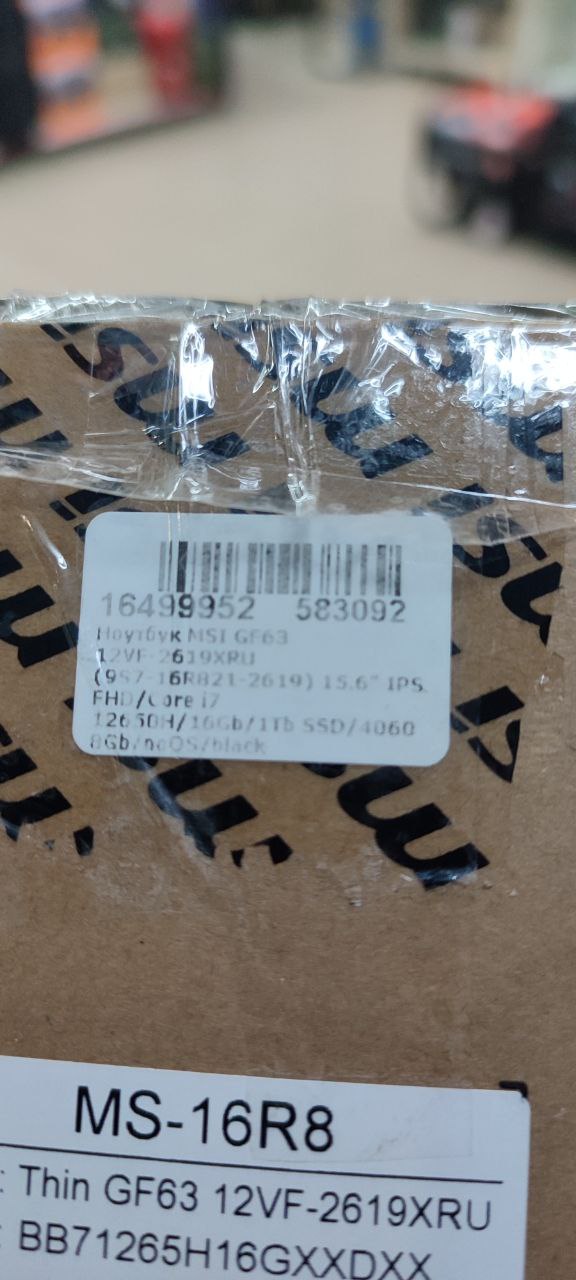 16499952 583092
Ноутбук MSI GF63
12VF-2619XRU
(9S7-16R821-2619) 15.6" IPS
FHD/Core i7
12650H/16Gb/1Tb SSD/4060
8Gb/noOS/black
MS-16R8
: Thin GF63 12VF-2619XRU
: BB71265H16GXXDXX